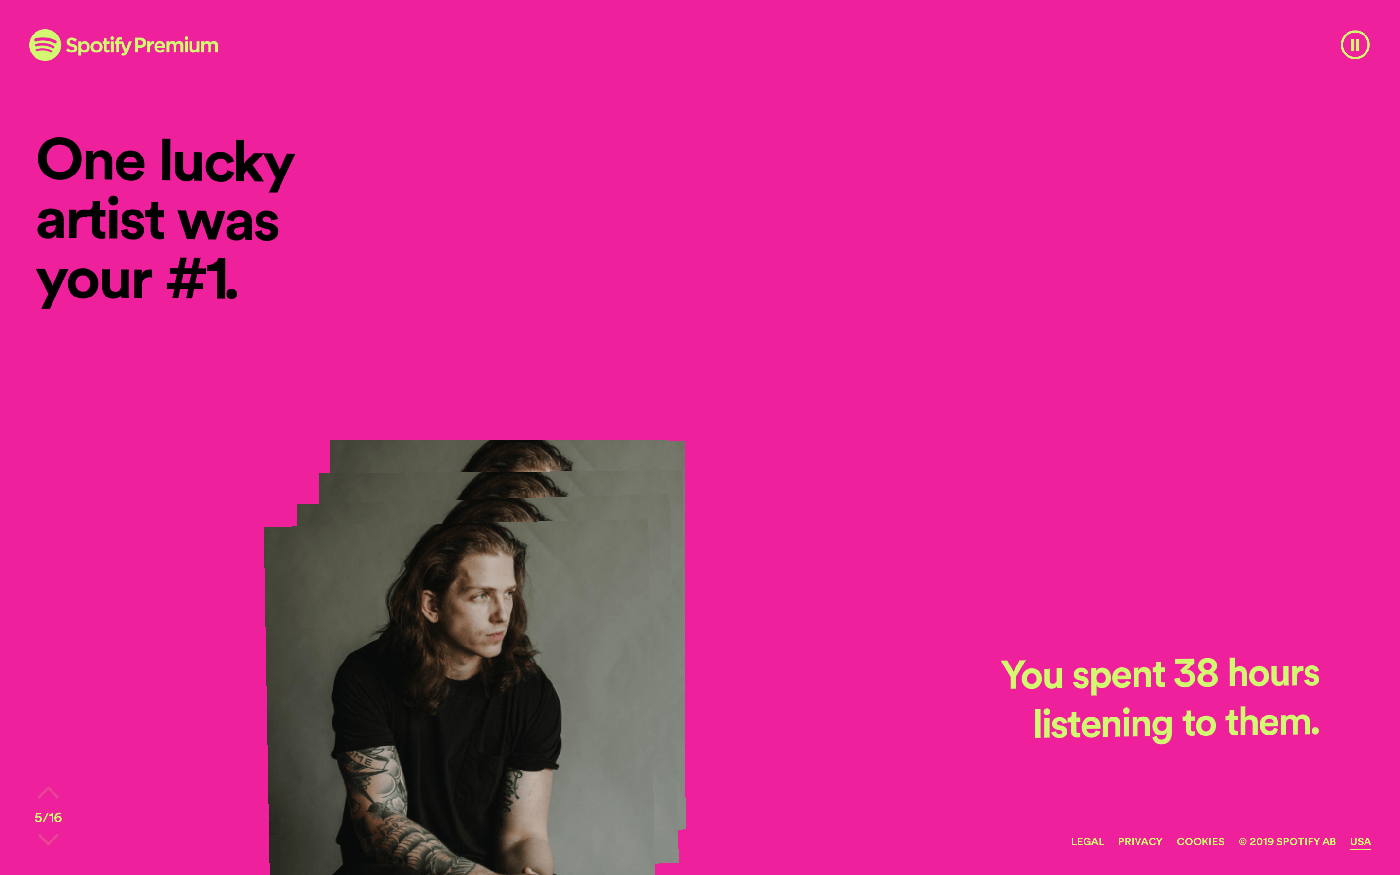 Spotify Premium
One lucky
artist was
your #1.
You spent 38 hours
listening to them.
5/16
LEGAL PRIVACY COOKIES © 2019 SPOTIFY AB USA